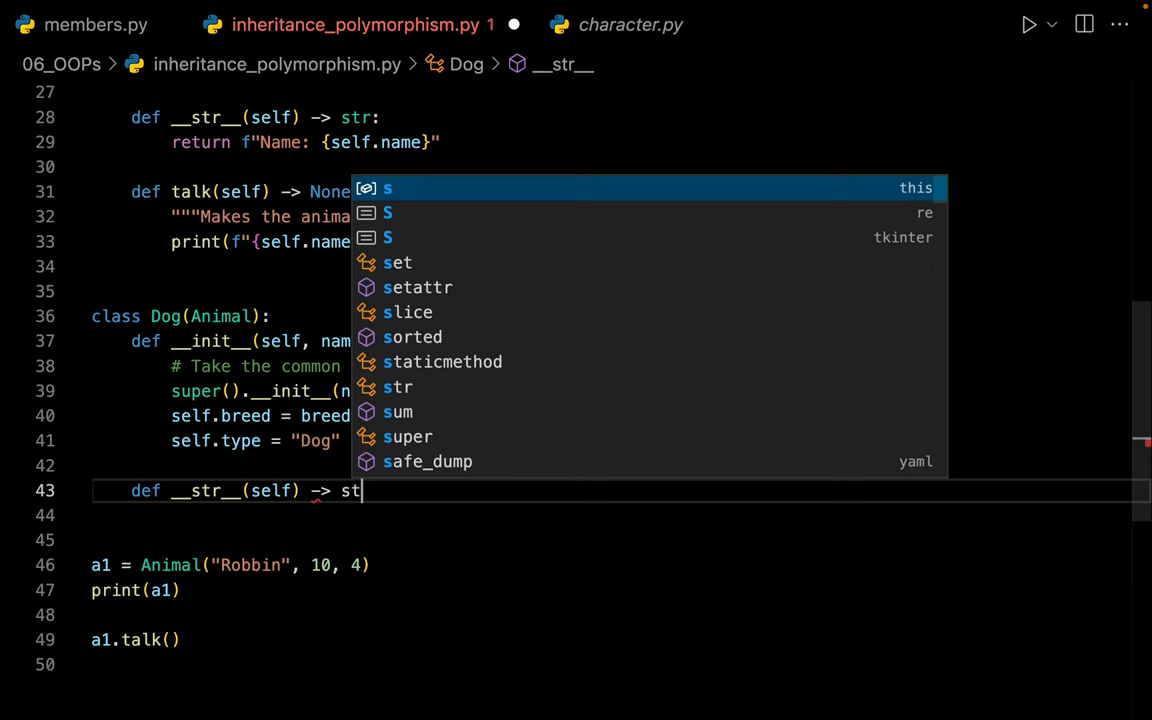 members.py inheritance_polymorphism.py 1 character.py
06_OOPs > inheritance_polymorphism.py > Dog > __str__
27
28 def __str__(self) -> str:
29 return f"Name: {self.name}"
30
31 def talk(self) -> None
32 """Makes the anima
33 print(f"{self.name
34
35
36 class Dog(Animal):
37 def __init__(self, nam
38 # Take the common
39 super().__init__(n
40 self.breed = breed
41 self.type = "Dog"
42
43 def __str__(self) -> st
44
45
46 a1 = Animal("Robbin", 10, 4)
47 print(a1)
48
49 a1.talk()
50
s this
S re
S tkinter
set
setattr
slice
sorted
staticmethod
str
sum
super
safe_dump yaml